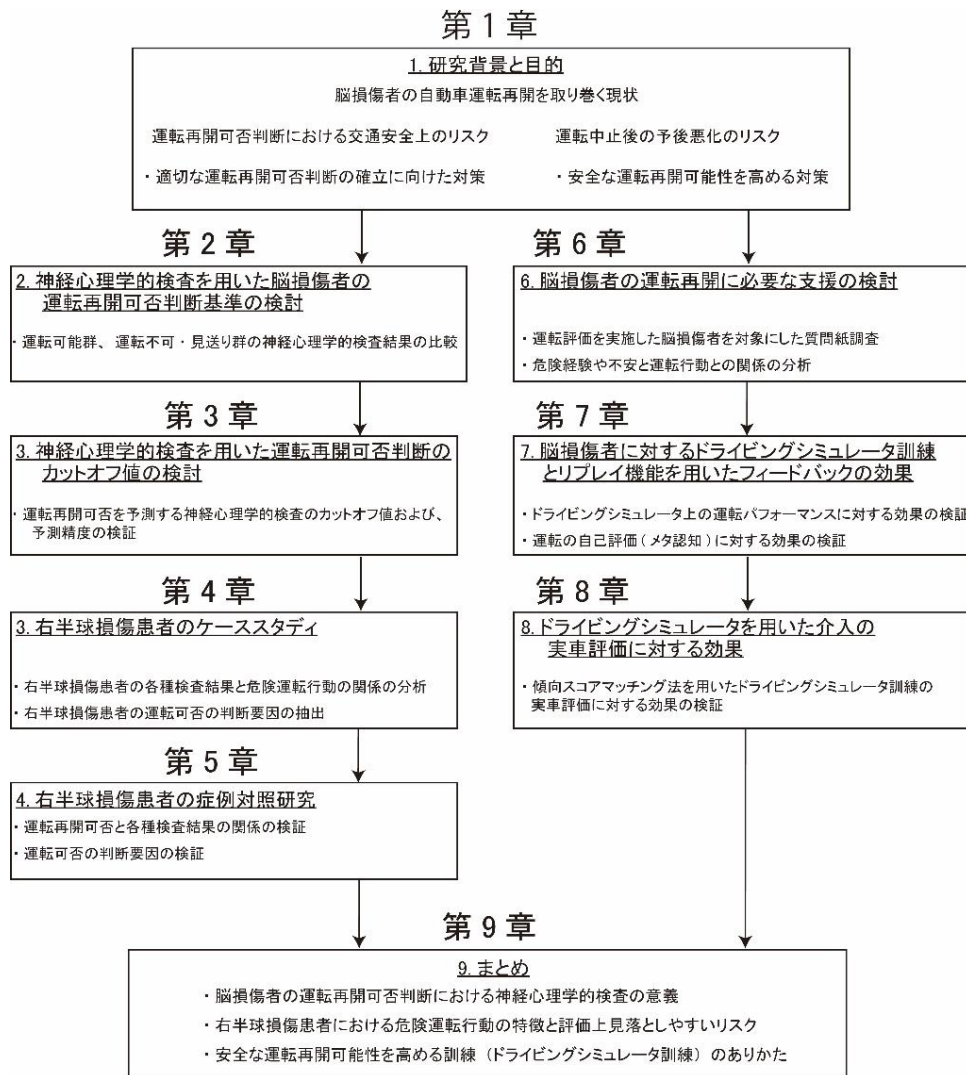 第1章
1. 研究背景と目的
脳損傷者の自動車運転再開を取り巻く現状
運転再開可否判断における交通安全上のリスク
・適切な運転再開可否判断の確立に向けた対策
運転中止後の予後悪化のリスク
・安全な運転再開可能性を高める対策
第2章
2. 神経心理学的検査を用いた脳損傷者の
運転再開可否判断基準の検討
・運転可能群、運転不可・見送り群の神経心理学的検査結果の比較
第3章
3. 神経心理学的検査を用いた運転再開可否判断の
カットオフ値の検討
・運転再開可否を予測する神経心理学的検査のカットオフ値および、
予測精度の検証
第4章
3. 右半球損傷患者のケーススタディ
・右半球損傷患者の各種検査結果と危険運転行動の関係の分析
・右半球損傷患者の運転可否の判断要因の抽出
第5章
4. 右半球損傷患者の症例対照研究
・運転再開可否と各種検査結果の関係の検証
・運転可否の判断要因の検証
第6章
6. 脳損傷者の運転再開に必要な支援の検討
・運転評価を実施した脳損傷者を対象にした質問紙調査
・危険経験や不安と運転行動との関係の分析
第7章
7. 脳損傷者に対するドライビングシミュレータ訓練
とリプレイ機能を用いたフィードバックの効果
・ドライビングシミュレータ上の運転パフォーマンスに対する効果の検証
・運転の自己評価(メタ認知)に対する効果の検証
第8章
8. ドライビングシミュレータを用いた介入の
実車評価に対する効果
・傾向スコアマッチング法を用いたドライビングシミュレータ訓練の
実車評価に対する効果の検証
第9章
9. まとめ
・脳損傷者の運転再開可否判断における神経心理学的検査の意義
・右半球損傷患者における危険運転行動の特徴と評価上見落としやすいリスク
・安全な運転再開可能性を高める訓練(ドライビングシミュレータ訓練)のありかた